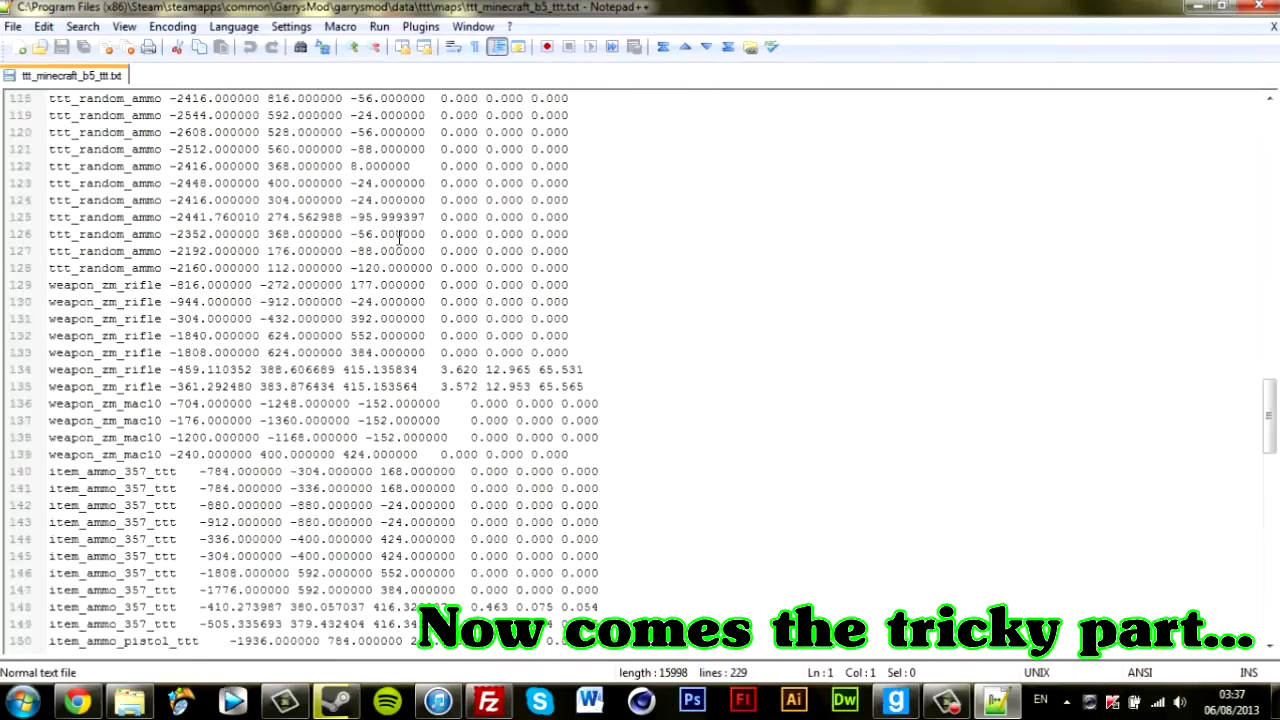 C:\Program Files (x86)\Steam\steamapps\common\GarrysMod\garrysmod\data\ttt\maps\ttt_minecraft_b5_ttt.txt - Notepad++
File Edit Search View Encoding Language Settings Macro Run Plugins Window ? X
ttt_minecraft_b5_ttt.txt
118 ttt_random_ammo -2416.000000 816.000000 -56.000000 0.000 0.000 0.000
119 ttt_random_ammo -2544.000000 592.000000 -24.000000 0.000 0.000 0.000
120 ttt_random_ammo -2608.000000 528.000000 -56.000000 0.000 0.000 0.000
121 ttt_random_ammo -2512.000000 560.000000 -88.000000 0.000 0.000 0.000
122 ttt_random_ammo -2416.000000 368.000000 8.000000 0.000 0.000 0.000
123 ttt_random_ammo -2448.000000 400.000000 -24.000000 0.000 0.000 0.000
124 ttt_random_ammo -2416.000000 304.000000 -24.000000 0.000 0.000 0.000
125 ttt_random_ammo -2441.760010 274.562988 -95.999397 0.000 0.000 0.000
126 ttt_random_ammo -2352.000000 368.000000 -56.000000 0.000 0.000 0.000
127 ttt_random_ammo -2192.000000 176.000000 -88.000000 0.000 0.000 0.000
128 ttt_random_ammo -2160.000000 112.000000 -120.000000 0.000 0.000 0.000
129 weapon_zm_rifle -816.000000 -272.000000 177.000000 0.000 0.000 0.000
130 weapon_zm_rifle -944.000000 -912.000000 -24.000000 0.000 0.000 0.000
131 weapon_zm_rifle -304.000000 -432.000000 392.000000 0.000 0.000 0.000
132 weapon_zm_rifle -1840.000000 624.000000 552.000000 0.000 0.000 0.000
133 weapon_zm_rifle -1808.000000 624.000000 384.000000 0.000 0.000 0.000
134 weapon_zm_rifle -459.110352 388.606689 415.135834 3.620 12.965 65.531
135 weapon_zm_rifle -361.292480 383.876434 415.153564 3.572 12.953 65.565
136 weapon_zm_mac10 -704.000000 -1248.000000 -152.000000 0.000 0.000 0.000
137 weapon_zm_mac10 -176.000000 -1360.000000 -152.000000 0.000 0.000 0.000
138 weapon_zm_mac10 -1200.000000 -1168.000000 -152.000000 0.000 0.000 0.000
139 weapon_zm_mac10 -240.000000 400.000000 424.000000 0.000 0.000 0.000
140 item_ammo_357_ttt -784.000000 -304.000000 168.000000 0.000 0.000 0.000
141 item_ammo_357_ttt -784.000000 -336.000000 168.000000 0.000 0.000 0.000
142 item_ammo_357_ttt -880.000000 -880.000000 -24.000000 0.000 0.000 0.000
143 item_ammo_357_ttt -912.000000 -880.000000 -24.000000 0.000 0.000 0.000
144 item_ammo_357_ttt -336.000000 -400.000000 424.000000 0.000 0.000 0.000
145 item_ammo_357_ttt -304.000000 -400.000000 424.000000 0.000 0.000 0.000
146 item_ammo_357_ttt -1808.000000 592.000000 552.000000 0.000 0.000 0.000
147 item_ammo_357_ttt -1776.000000 592.000000 384.000000 0.000 0.000 0.000
148 item_ammo_357_ttt -410.273987 380.057037 0.463 0.075 0.054
149 item_ammo_357_ttt -505.335693 379.432404
150 item_ammo_pistol_ttt -1936.000000 784.000000
Now comes the tricky part...
Normal text file length : 15998 lines : 229 Ln : 1 Col : 1 Sel : 0 UNIX ANSI INS
W Ps Fl Ai Dw g EN 03:37
06/08/2013